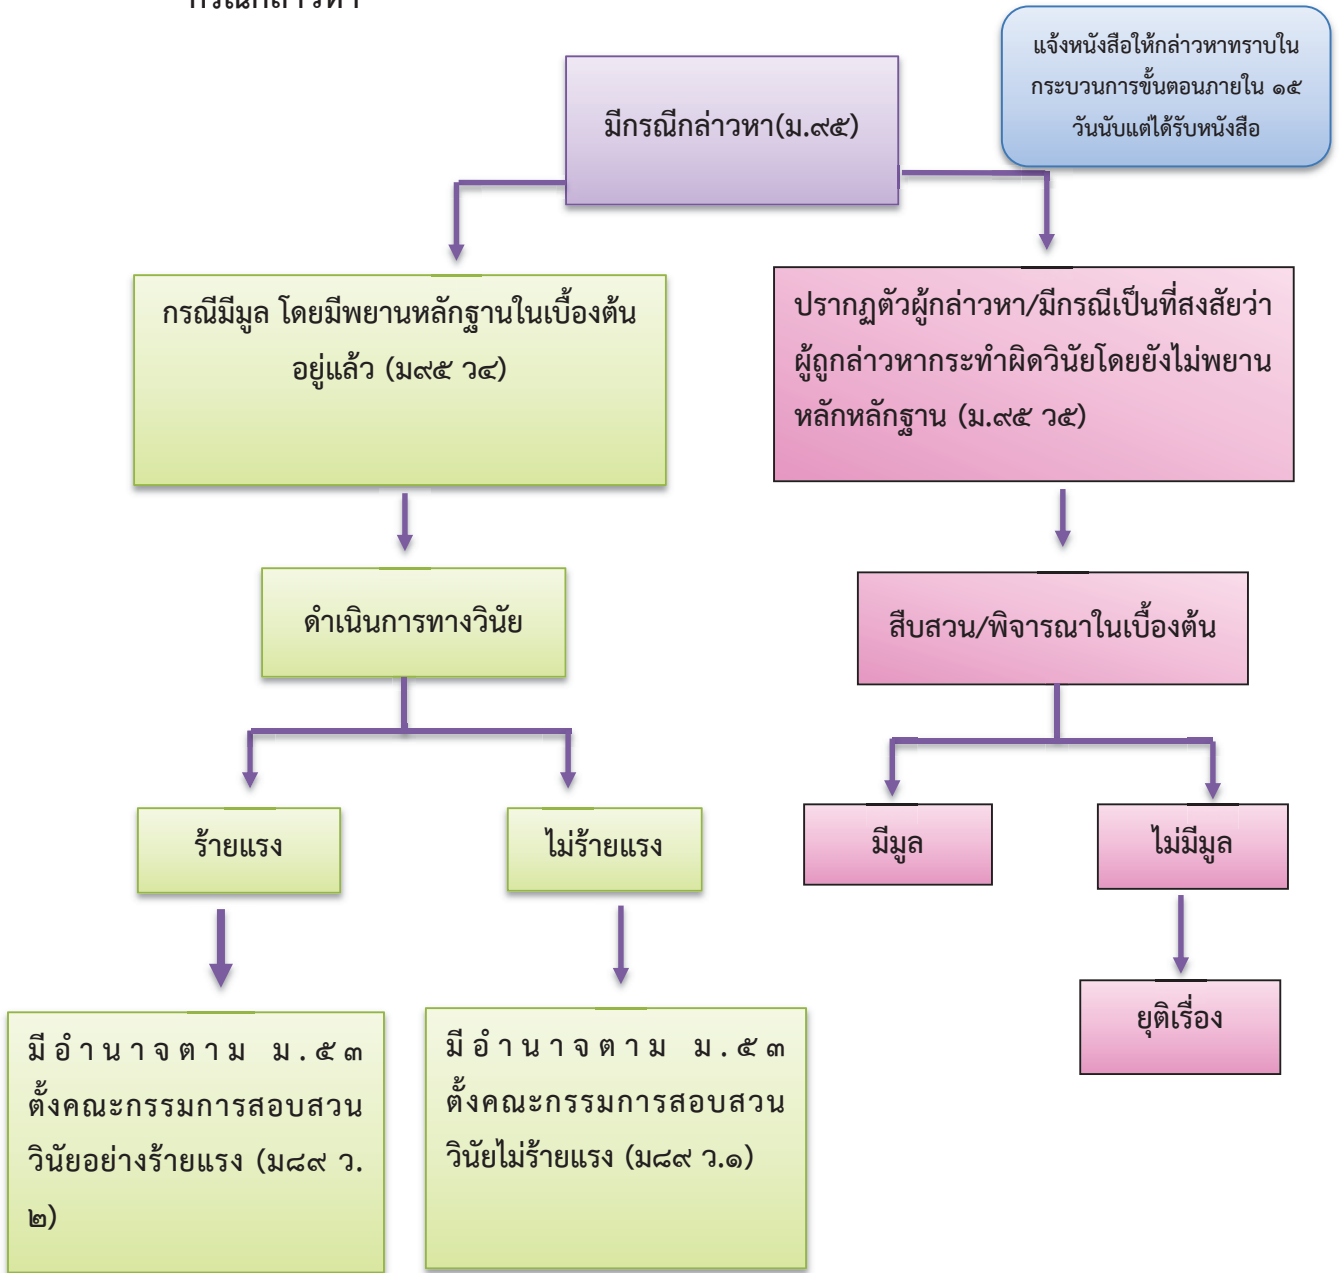 กรณีกล่าวหา
แจ้งหนังสือให้กล่าวหาทราบใน
กระบวนการขั้นตอนภายใน ๑๕
วันนับแต่ได้รับหนังสือ
มีกรณีกล่าวหา(ม.๙๕)
กรณีมีมูล โดยมีพยานหลักฐานในเบื้องต้น
อยู่แล้ว (ม๙๕ ว๔)
ปรากฏตัวผู้กล่าวหา/มีกรณีเป็นที่สงสัยว่า
ผู้ถูกล่าวหากระทำผิดวินัยโดยยังไม่พยาน
หลักหลักฐาน (ม.๙๕ ว๕)
ดำเนินการทางวินัย
สืบสวน/พิจารณาในเบื้องต้น
ร้ายแรง
ไม่ร้ายแรง
มีมูล
ไม่มีมูล
ยุติเรื่อง
มีอำนาจตาม ม.๕๓
ตั้งคณะกรรมการสอบสวน
วินัยอย่างร้ายแรง (ม๘๙ ว.
๒)
มีอำนาจตาม ม.๕๓
ตั้งคณะกรรมการสอบสวน
วินัยไม่ร้ายแรง (ม๘๙ ว.๑)